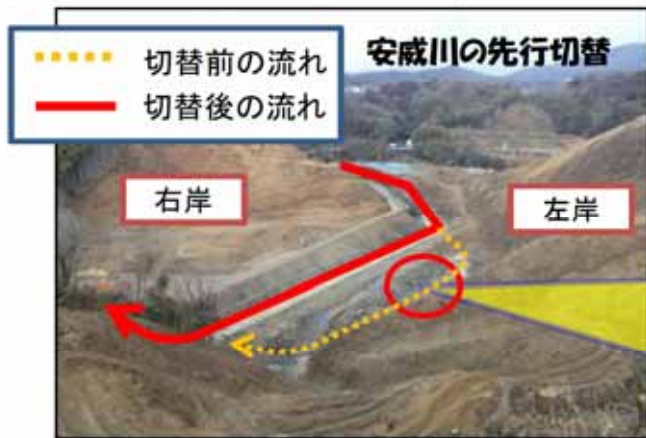 切替前の流れ
安威川の先行切替
切替後の流れ
右岸
左岸